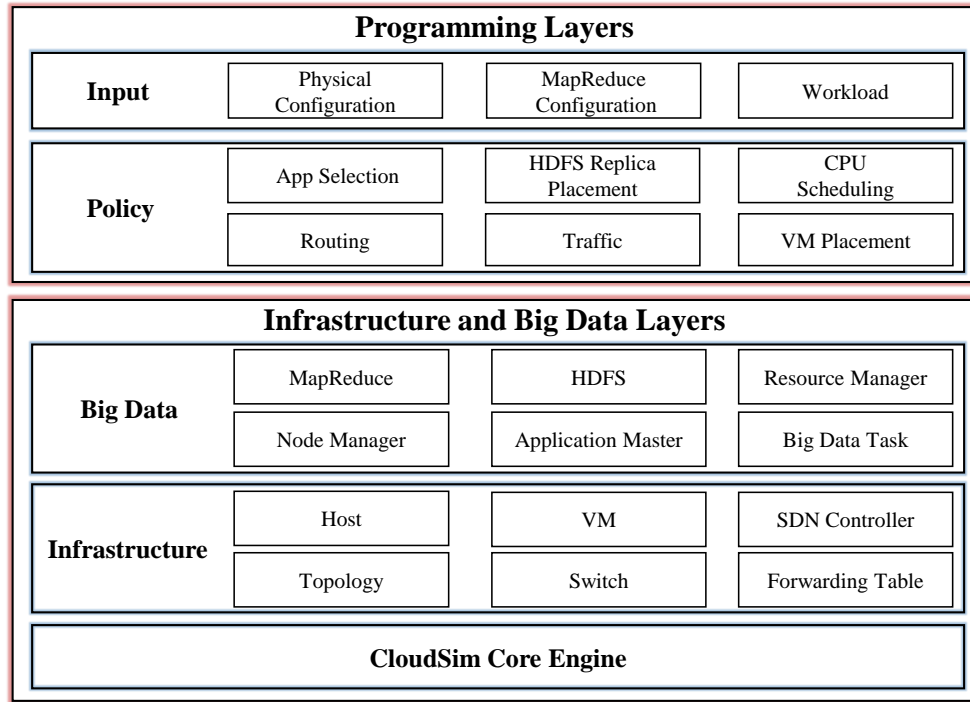 Programming Layers
Input
Physical
Configuration
MapReduce
Configuration
Workload
Policy
App Selection
HDFS Replica
Placement
CPU
Scheduling
Routing
Traffic
VM Placement
Infrastructure and Big Data Layers
Big Data
MapReduce
HDFS
Resource Manager
Node Manager
Application Master
Big Data Task
Infrastructure
Host
VM
SDN Controller
Topology
Switch
Forwarding Table
CloudSim Core Engine